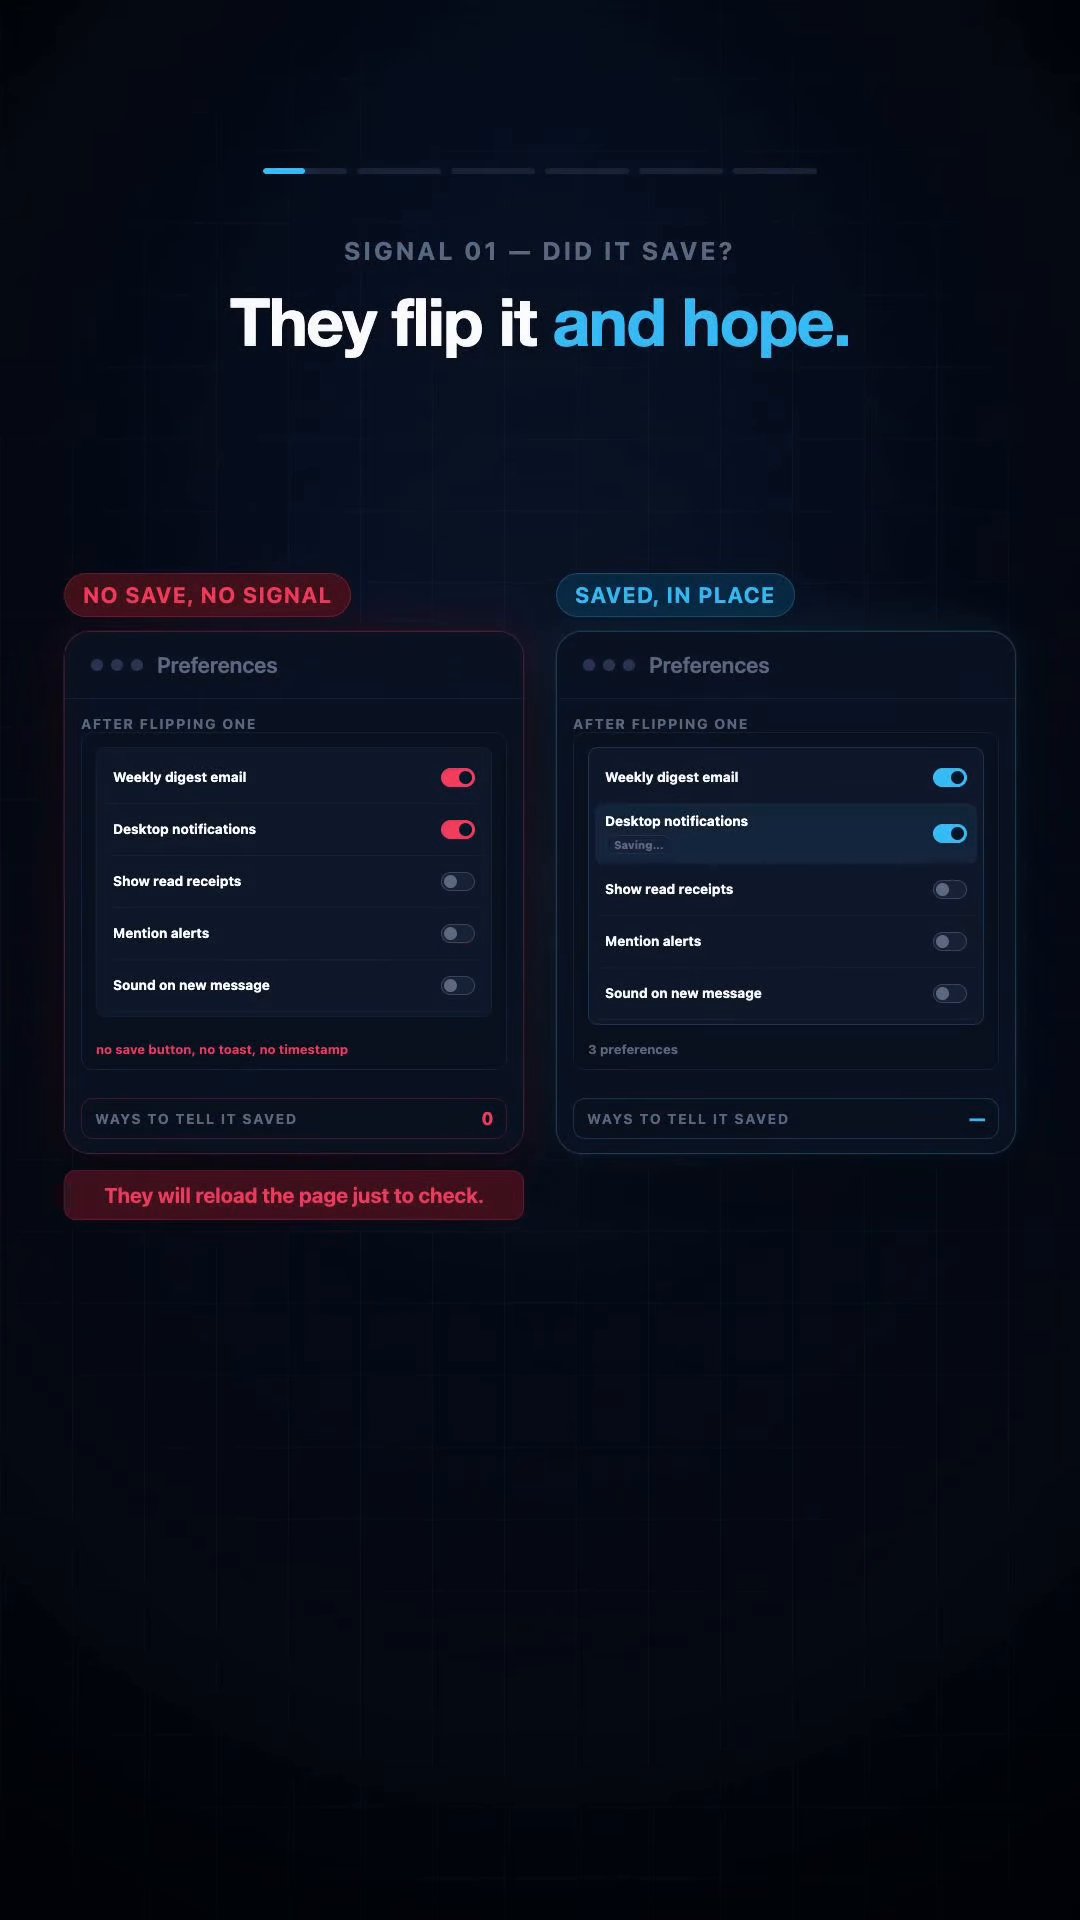 SIGNAL 01 — DID IT SAVE?
They flip it and hope.
NO SAVE, NO SIGNAL
Preferences
AFTER FLIPPING ONE
Weekly digest email
Desktop notifications
Show read receipts
Mention alerts
Sound on new message
no save button, no toast, no timestamp
WAYS TO TELL IT SAVED 0
They will reload the page just to check.
SAVED, IN PLACE
Preferences
AFTER FLIPPING ONE
Weekly digest email
Desktop notifications
Saving...
Show read receipts
Mention alerts
Sound on new message
3 preferences
WAYS TO TELL IT SAVED —